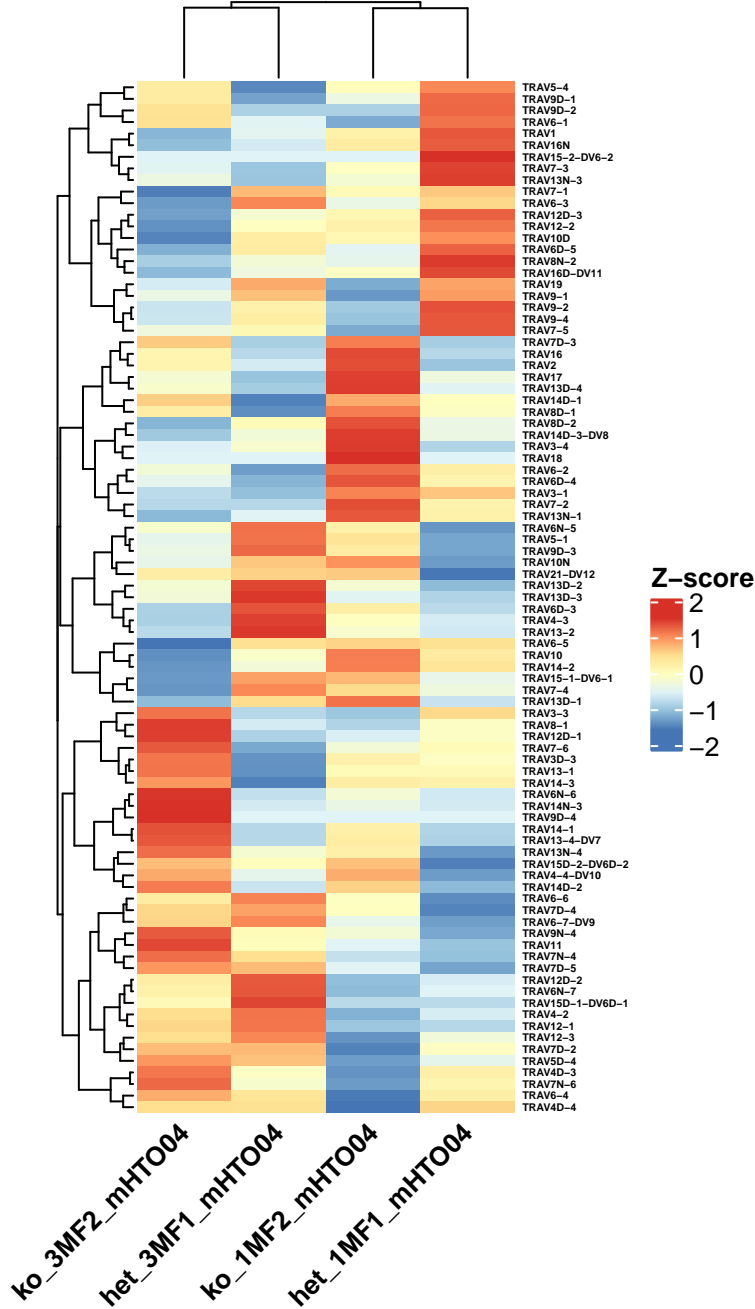 TRAV5-4
TRAV9D-1
TRAV9D-2
TRAV6-1
TRAV1
TRAV16N
TRAV15-2-DV6-2
TRAV7-3
TRAV13N-3
TRAV7-1
TRAV6-3
TRAV12D-3
TRAV12-2
TRAV10D
TRAV6D-5
TRAV8N-2
TRAV16D-DV11
TRAV19
TRAV9-1
TRAV9-2
TRAV9-4
TRAV7-5
TRAV7D-3
TRAV16
TRAV2
TRAV17
TRAV13D-4
TRAV14D-1
TRAV8D-1
TRAV8D-2
TRAV14D-3-DV8
TRAV3-4
TRAV18
TRAV6-2
TRAV6D-4
TRAV3-1
TRAV7-2
TRAV13N-1
TRAV6N-5
TRAV5-1
TRAV9D-3
TRAV10N
TRAV21-DV12
TRAV13D-2
TRAV13D-3
TRAV6D-3
TRAV4-3
TRAV13-2
TRAV6-5
TRAV10
TRAV14-2
TRAV15-1-DV6-1
TRAV7-4
TRAV13D-1
TRAV3-3
TRAV8-1
TRAV12D-1
TRAV7-6
TRAV3D-3
TRAV13-1
TRAV14-3
TRAV6N-6
TRAV14N-3
TRAV9D-4
TRAV14-1
TRAV13-4-DV7
TRAV13N-4
TRAV15D-2-DV6D-2
TRAV4-4-DV10
TRAV14D-2
TRAV6-6
TRAV7D-4
TRAV6-7-DV9
TRAV9N-4
TRAV11
TRAV7N-4
TRAV7D-5
TRAV12D-2
TRAV6N-7
TRAV15D-1-DV6D-1
TRAV4-2
TRAV12-1
TRAV12-3
TRAV7D-2
TRAV5D-4
TRAV4D-3
TRAV7N-6
TRAV6-4
TRAV4D-4
Z-score
2
1
0
-1
-2
ko_3MF2_mHTO04
het_3MF1_mHTO04
ko_1MF2_mHTO04
het_1MF1_mHTO04